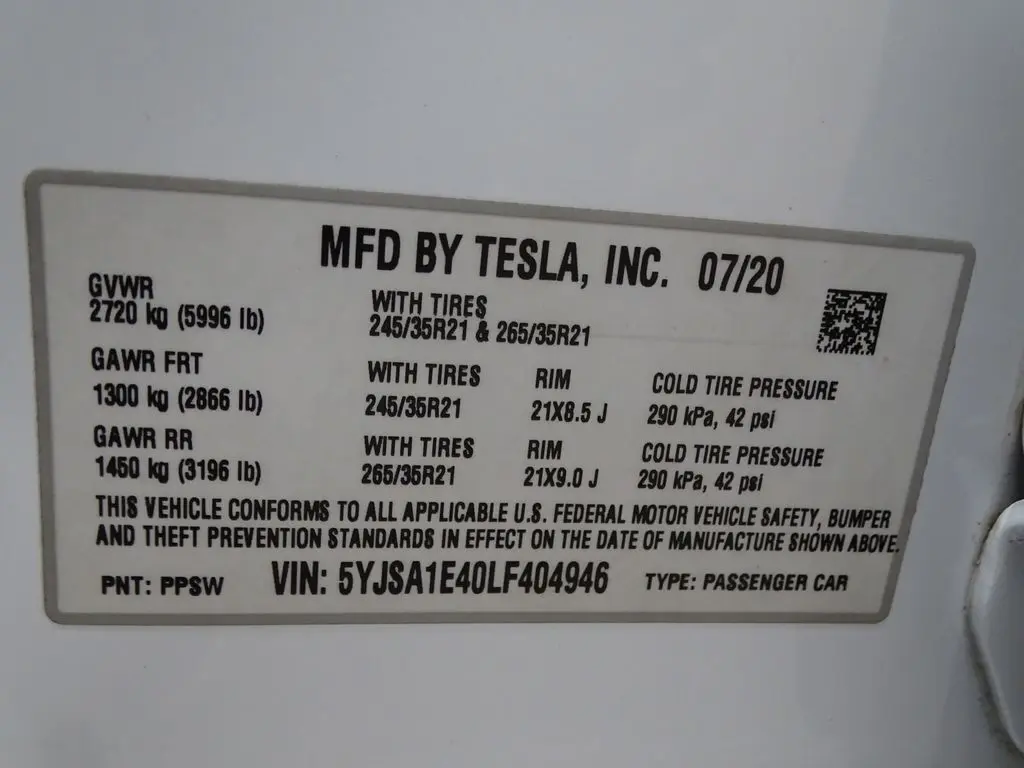 MFD BY TESLA, INC. 07/20
GVWR
2720 kg (5996 lb)
WITH TIRES
245/35R21 & 265/35R21
GAWR FRT
1300 kg (2866 lb)
WITH TIRES
245/35R21
RIM
21X8.5 J
COLD TIRE PRESSURE
290 kPa, 42 psi
GAWR RR
1450 kg (3196 lb)
WITH TIRES
265/35R21
RIM
21X9.0 J
COLD TIRE PRESSURE
290 kPa, 42 psi
THIS VEHICLE CONFORMS TO ALL APPLICABLE U.S. FEDERAL MOTOR VEHICLE SAFETY, BUMPER
AND THEFT PREVENTION STANDARDS IN EFFECT ON THE DATE OF MANUFACTURE SHOWN ABOVE.
PNT: PPSW VIN: 5YJSA1E40LF404946 TYPE: PASSENGER CAR